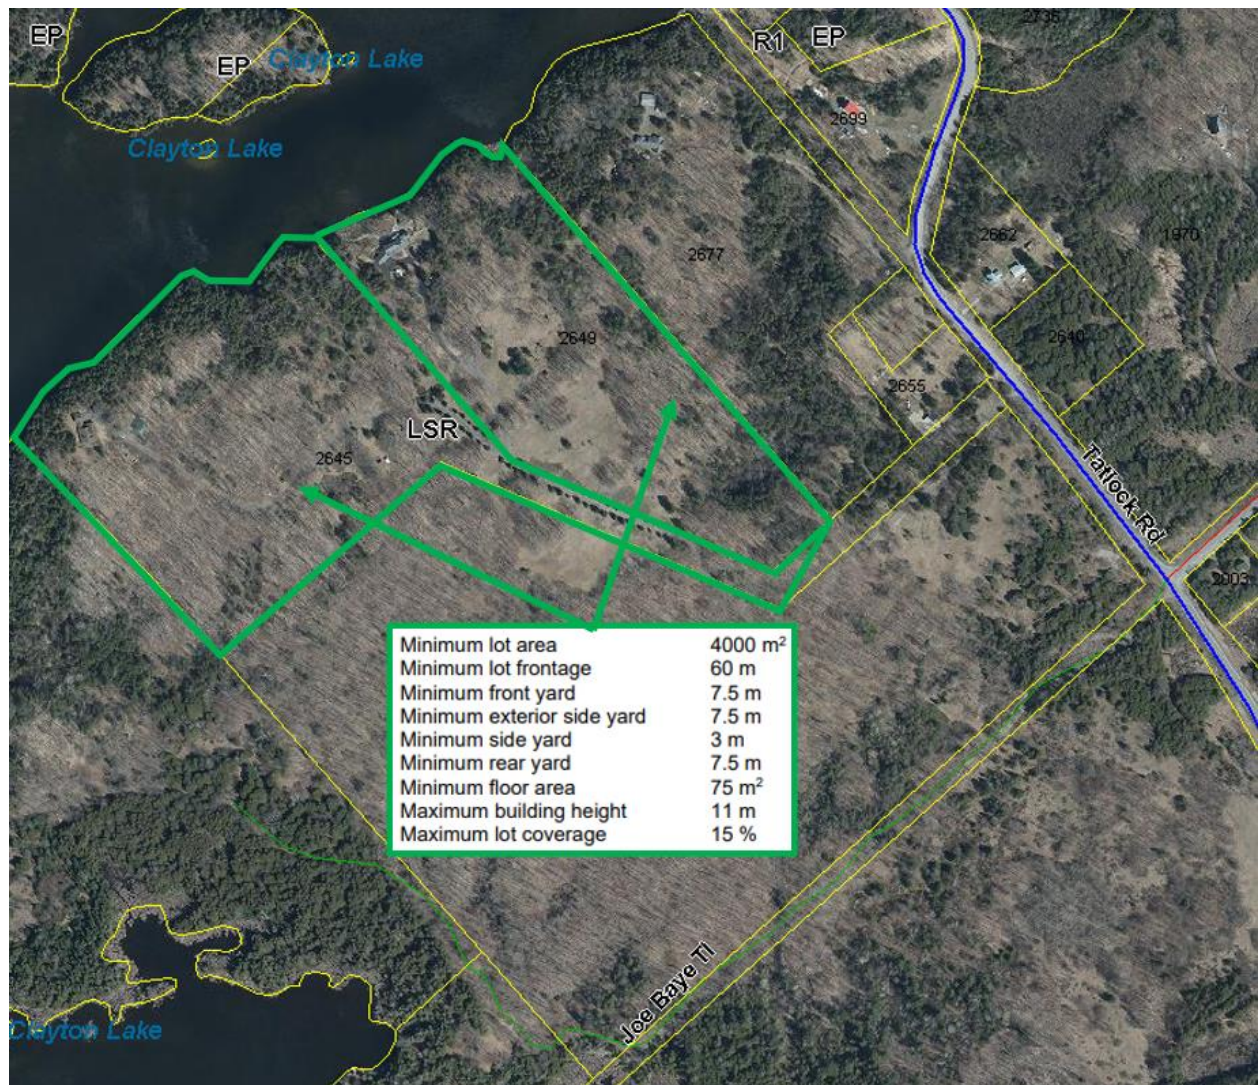 EP
2735
R1
EP
EP
Clayton Lake
2699
Clayton Lake
2662
1970
2677
2649
2640
2655
LSR
2645
Tatlock Rd
2003
Minimum lot area 4000 m²
Minimum lot frontage 60 m
Minimum front yard 7.5 m
Minimum exterior side yard 7.5 m
Minimum side yard 3 m
Minimum rear yard 7.5 m
Minimum floor area 75 m²
Maximum building height 11 m
Maximum lot coverage 15 %
Joe Baye Tl
Clayton Lake